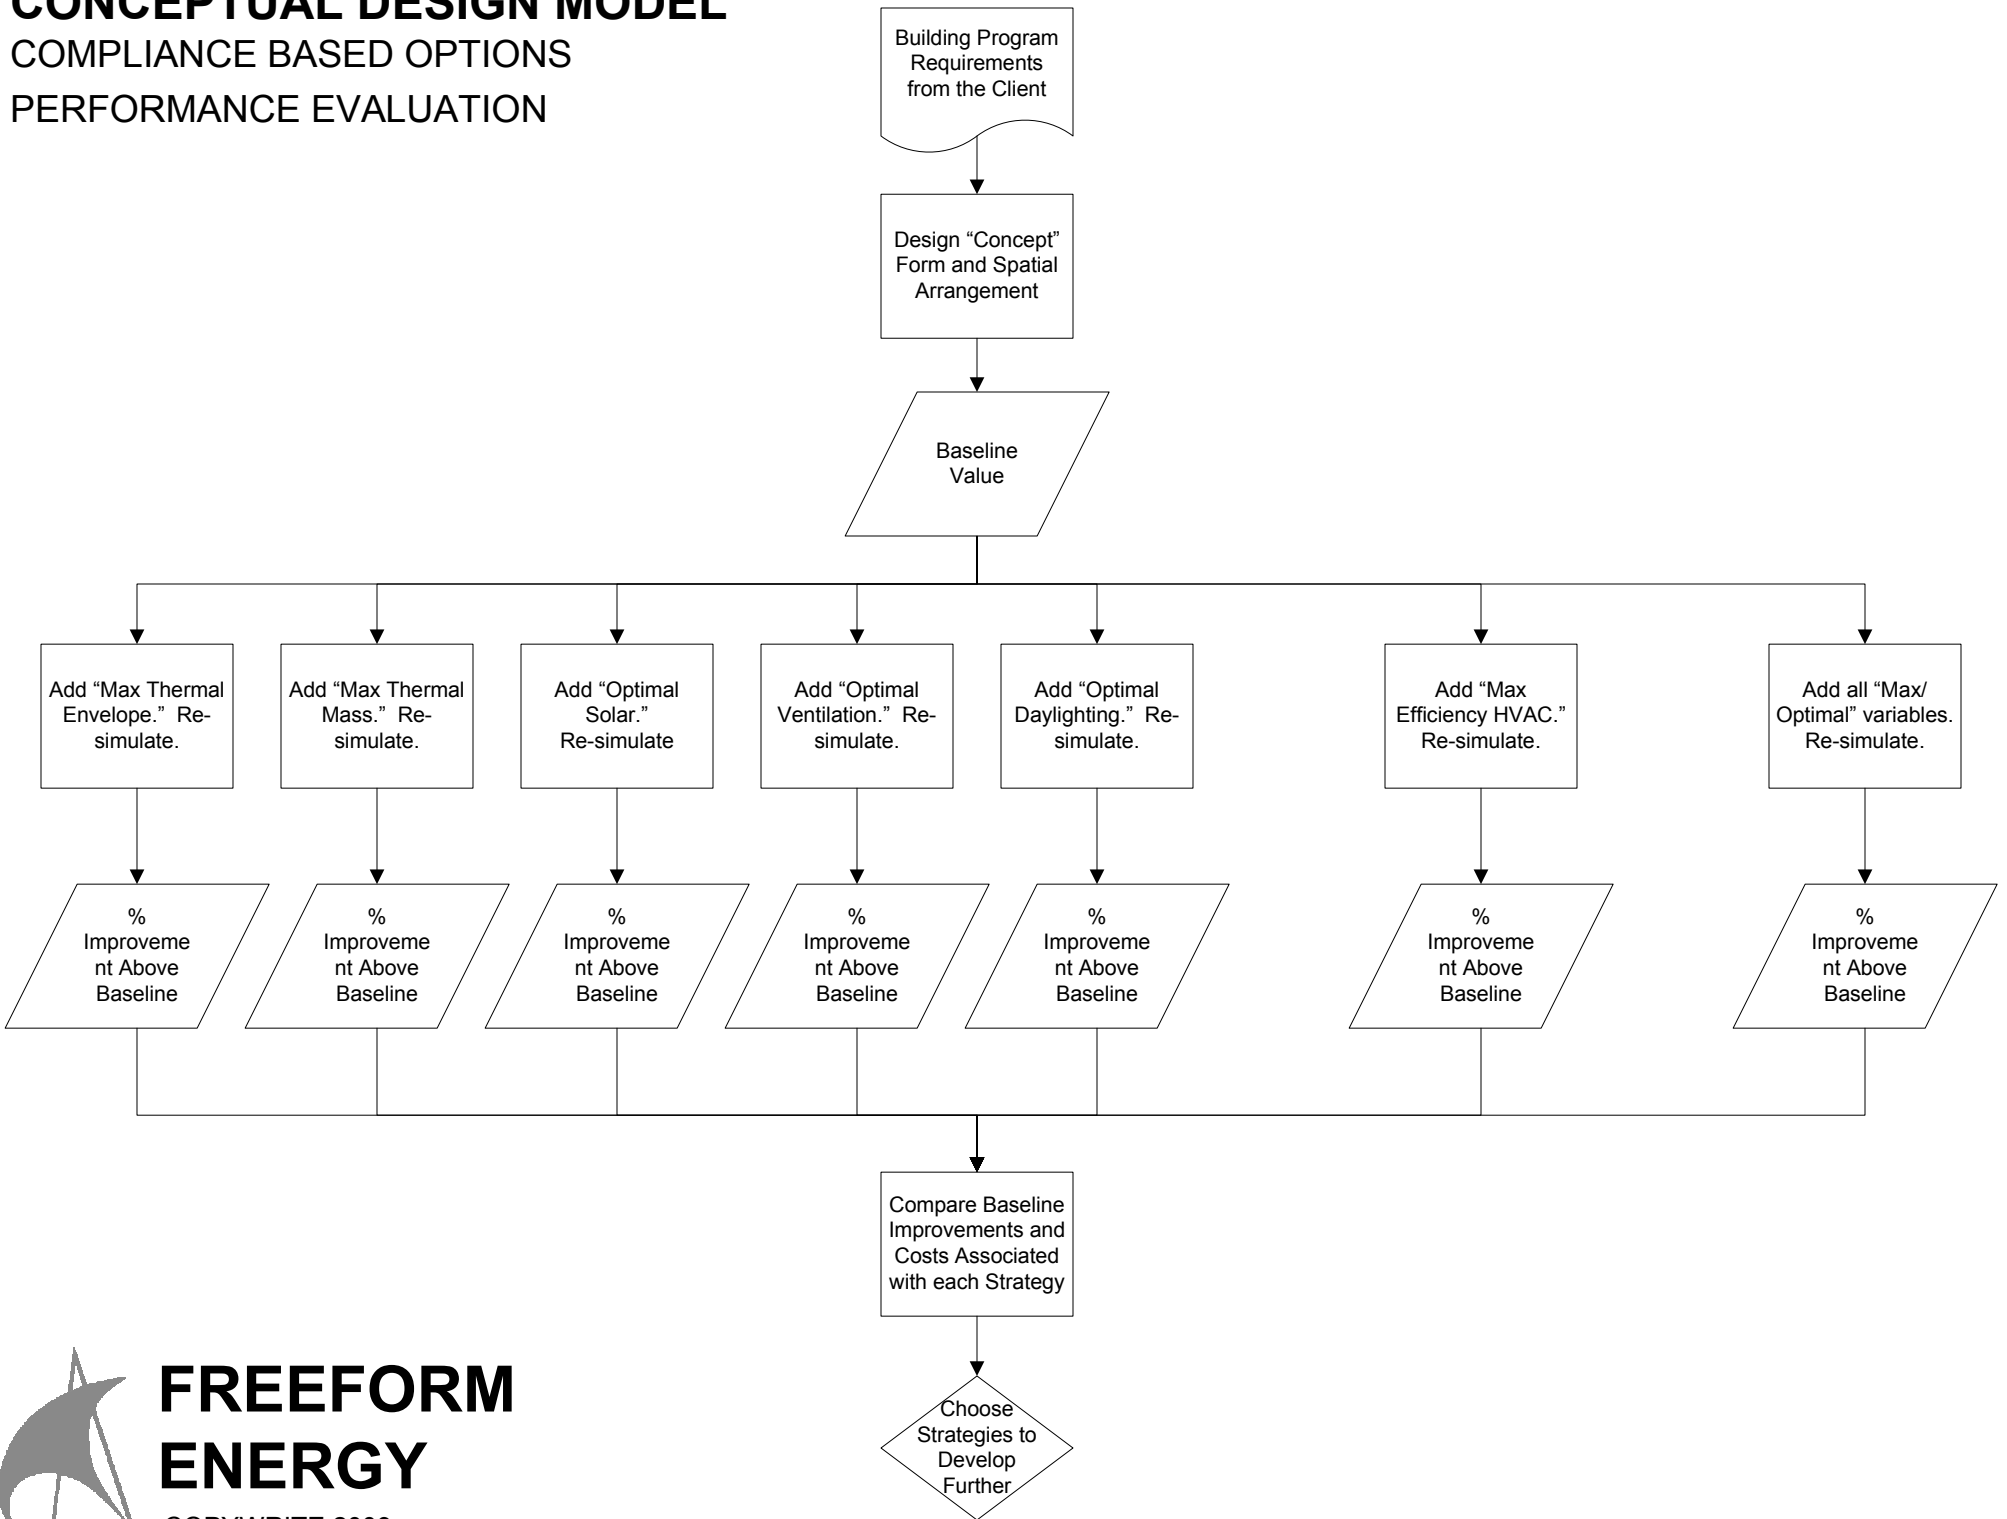 CONCEPTUAL DESIGN MODEL
COMPLIANCE BASED OPTIONS
PERFORMANCE EVALUATION
Building Program
Requirements
from the Client
Design “Concept”
Form and Spatial
Arrangement
Baseline
Value
Add “Max Thermal
Envelope.” Re-
simulate.
Add “Max Thermal
Mass.” Re-
simulate.
Add “Optimal
Solar.”
Re-simulate
Add “Optimal
Ventilation.” Re-
simulate.
Add “Optimal
Daylighting.” Re-
simulate.
Add “Max
Efficiency HVAC.”
Re-simulate.
Add all “Max/
Optimal” variables.
Re-simulate.
%
Improveme
nt Above
Baseline
%
Improveme
nt Above
Baseline
%
Improveme
nt Above
Baseline
%
Improveme
nt Above
Baseline
%
Improveme
nt Above
Baseline
%
Improveme
nt Above
Baseline
%
Improveme
nt Above
Baseline
Compare Baseline
Improvements and
Costs Associated
with each Strategy
Choose
Strategies to
Develop
Further
FREEFORM
ENERGY